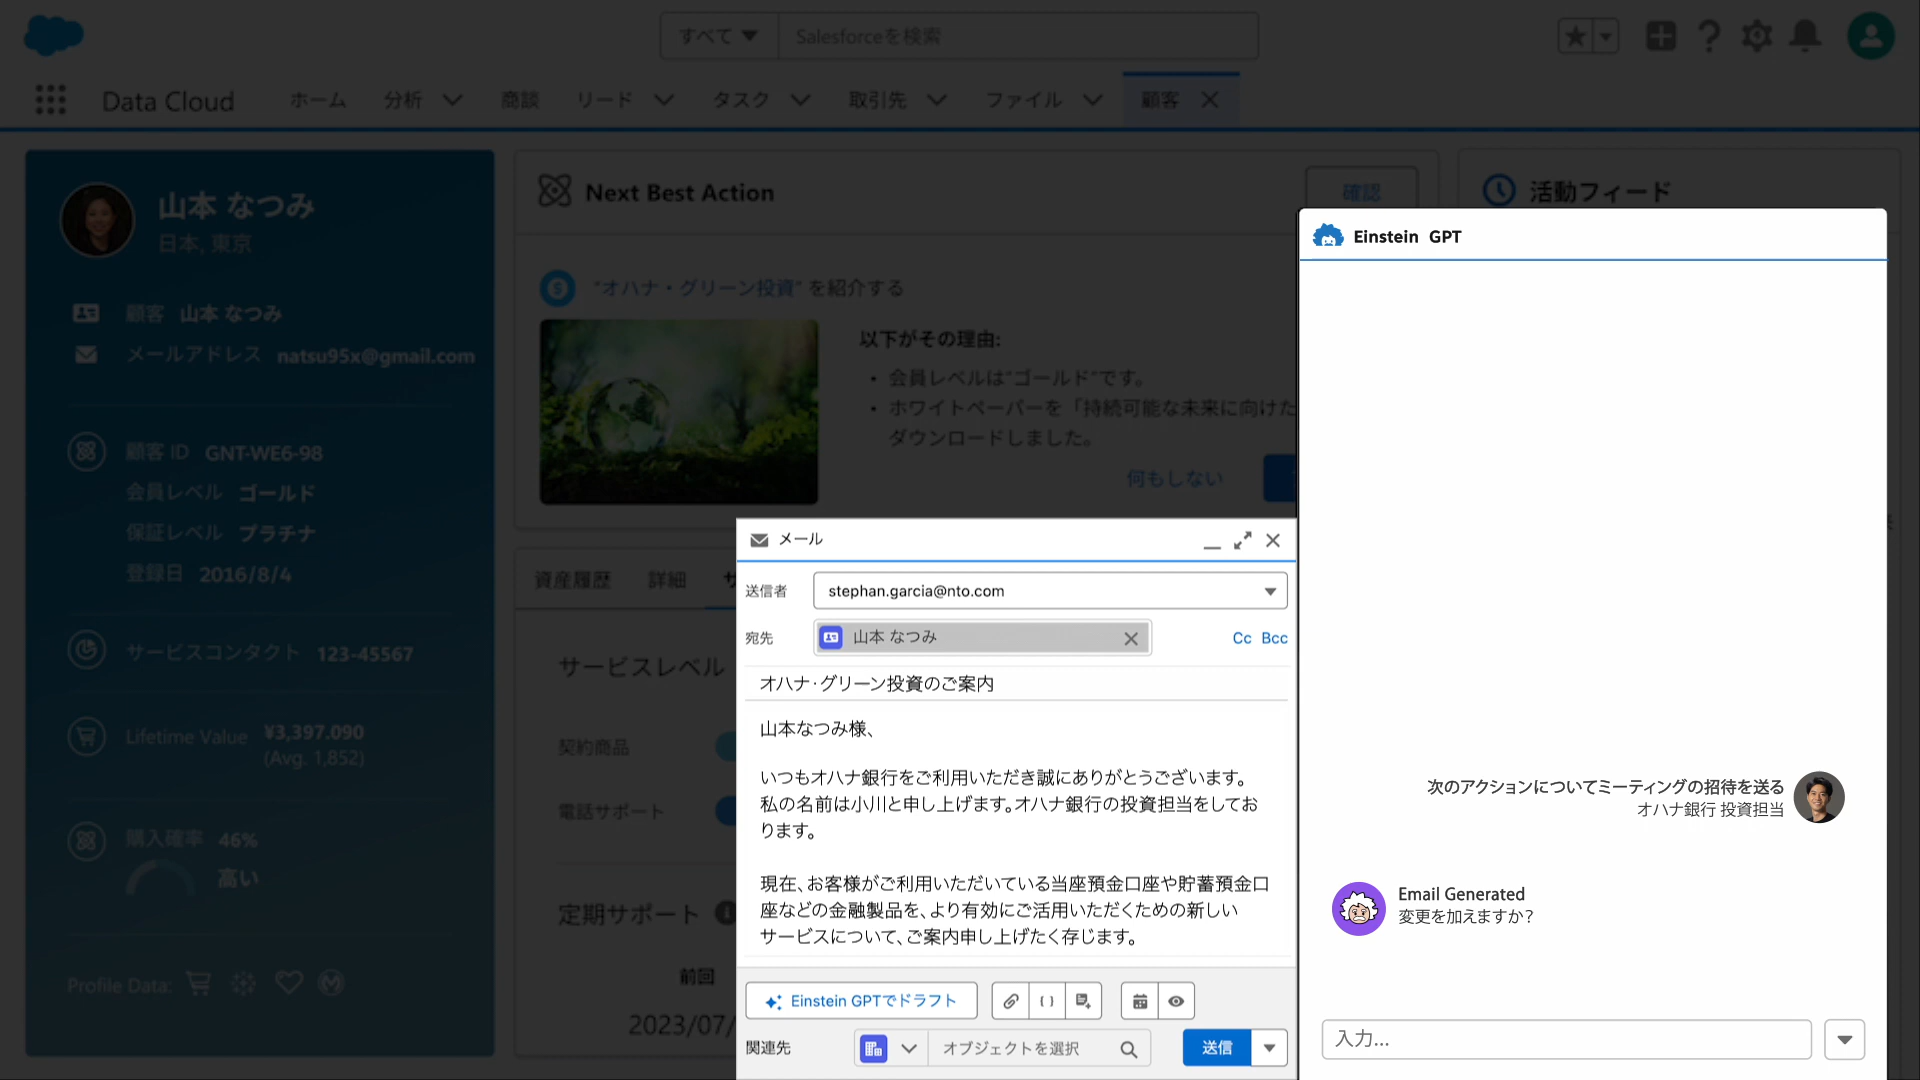 すべて
Salesforceを検索
Data Cloud
ホーム
分析
商談
リード
タスク
取引先
ファイル
顧客
山本 なつみ
日本, 東京
顧客 山本 なつみ
メールアドレス natsu95x@gmail.com
顧客 ID GNT-WE6-98
会員レベル ゴールド
保証レベル プラチナ
登録日 2016/8/4
サービスコンタクト 123-45567
Lifetime Value ¥3,397.090
(Avg. 1,852)
購入確率 46%
高い
Profile Data:
Next Best Action
確認
"オハナ・グリーン投資" を紹介する
以下がその理由:
・会員レベルは"ゴールド"です。
・ホワイトペーパーを「持続可能な未来に向けた
ダウンロードしました。
何もしない
資産履歴
詳細
サービスレベル
契約商品
電話サポート
定期サポート
前回
2023/07/
活動フィード
メール
送信者 stephan.garcia@nto.com
宛先 山本 なつみ Cc Bcc
オハナ・グリーン投資のご案内
山本なつみ様、
いつもオハナ銀行をご利用いただき誠にありがとうございます。
私の名前は小川と申し上げます。オハナ銀行の投資担当をしてお
ります。
現在、お客様がご利用いただいている当座預金口座や貯蓄預金口
座などの金融製品を、より有効にご活用いただくための新しい
サービスについて、ご案内申し上げたく存じます。
Einstein GPTでドラフト
関連先 オブジェクトを選択 送信
Einstein GPT
次のアクションについてミーティングの招待を送る
オハナ銀行 投資担当
Email Generated
変更を加えますか?
入力...